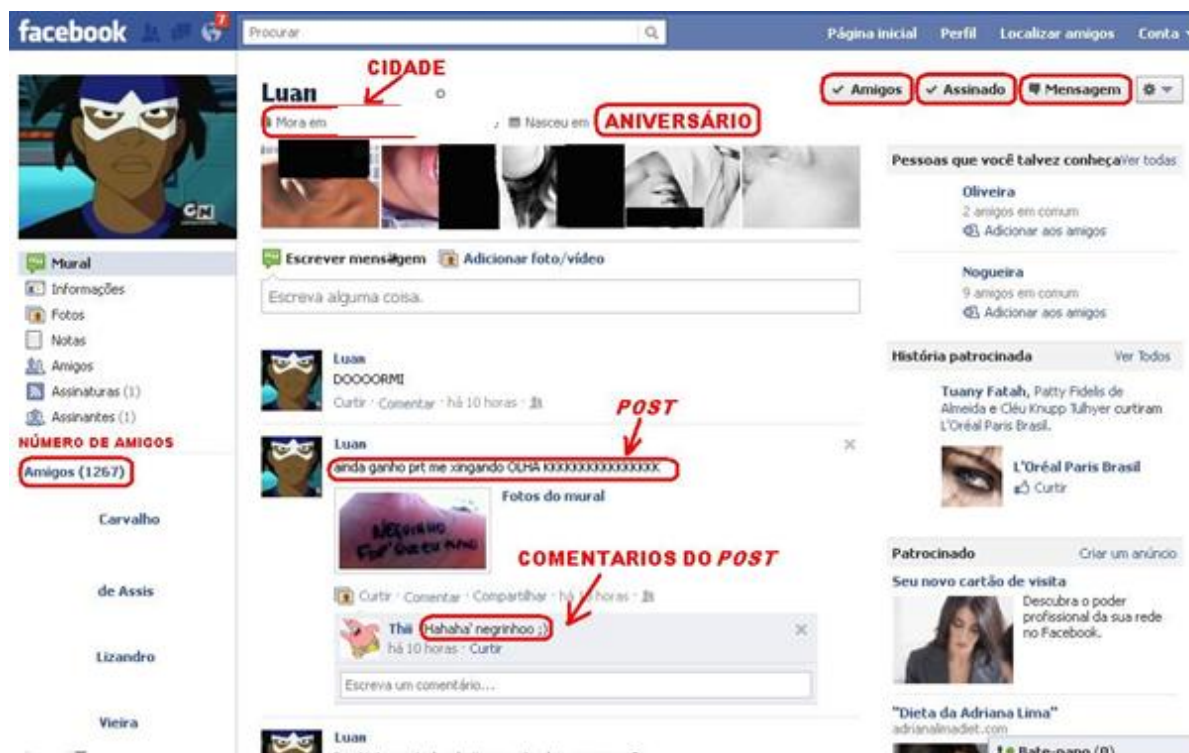 facebook
7
Procurar
Página inicial Perfil Localizar amigos Conta
CN
Luan
CIDADE
Mora em
, Nasceu em ANIVERSÁRIO
Amigos
Assinado
Mensagem
Escrever mensagem Adicionar foto/vídeo
Escreva alguma coisa.
Mural
Informações
Fotos
Notas
Amigos
Assinaturas (1)
Assinantes (1)
NÚMERO DE AMIGOS
Amigos (1267)
Carvalho
de Assis
Lizandro
Vieira
Luan
DOOOORMI
Curtir · Comentar · há 10 horas ·
POST
Luan
ainda ganho prt me xingando OLHA KKKKKKKKKKKKKKKK
NEGUINHO
Fotos do mural
COMENTARIOS DO POST
Curtir · Comentar · Compartilhar · há 10 horas ·
Thii Hahaha' negrinhoo ;)
há 10 horas · Curtir
Escreva um comentário...
Luan
Pessoas que você talvez conheça Ver todas
Oliveira
2 amigos em comum
Adicionar aos amigos
Nogueira
9 amigos em comum
Adicionar aos amigos
História patrocinada Ver Todos
Tuany Fatah, Patty Fidelis de
Almeida e Cléu Knupp Tulhyer curtiram
L'Oréal Paris Brasil.
L'Oréal Paris Brasil
Curtir
Patrocinado Criar um anúncio
Seu novo cartão de visita
Descubra o poder
profissional da sua rede
no Facebook.
"Dieta da Adriana Lima"
adrianalimadiet.com
Bate-papo (0)